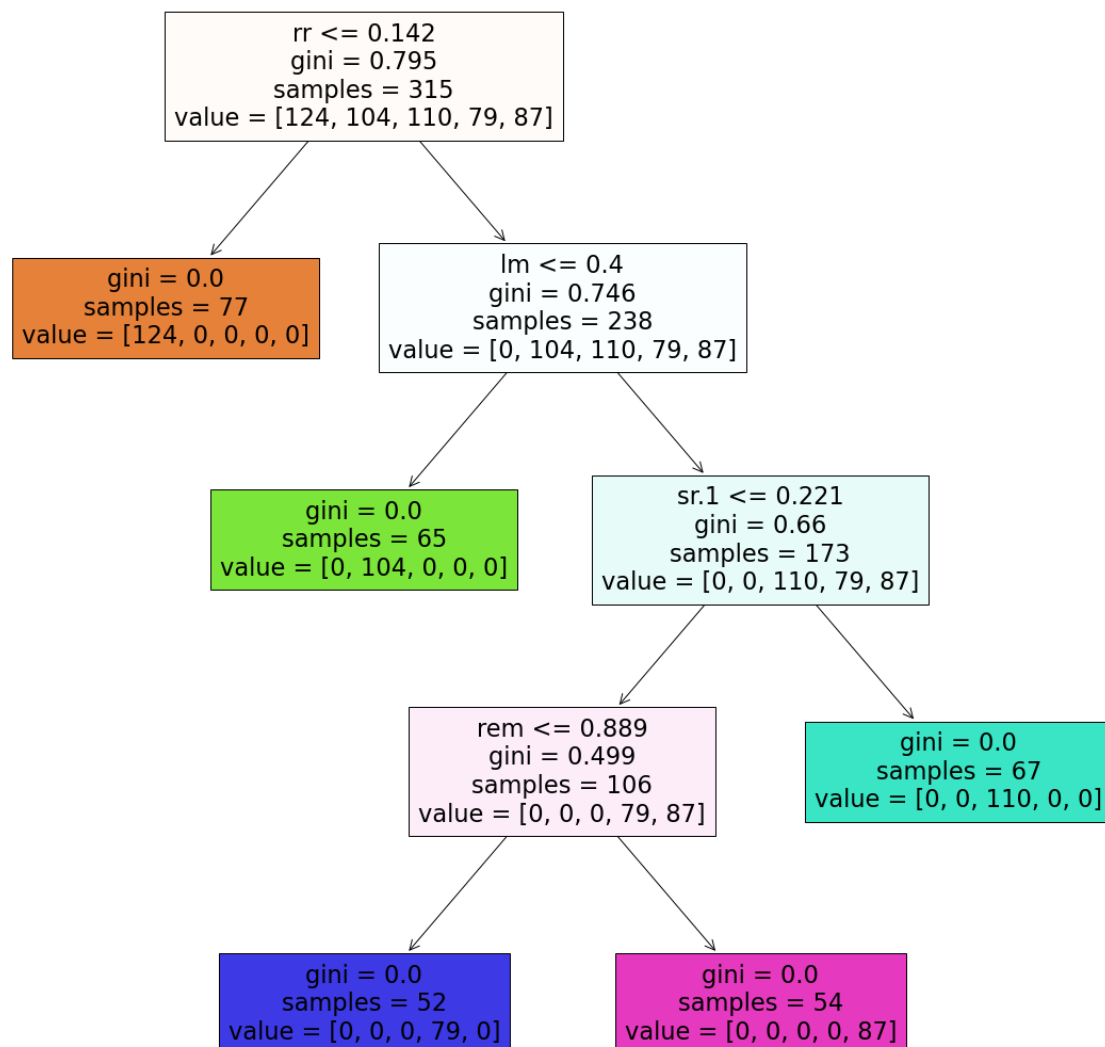 rr <= 0.142
gini = 0.795
samples = 315
value = [124, 104, 110, 79, 87]
gini = 0.0
samples = 77
value = [124, 0, 0, 0, 0]
lm <= 0.4
gini = 0.746
samples = 238
value = [0, 104, 110, 79, 87]
gini = 0.0
samples = 65
value = [0, 104, 0, 0, 0]
sr.1 <= 0.221
gini = 0.66
samples = 173
value = [0, 0, 110, 79, 87]
rem <= 0.889
gini = 0.499
samples = 106
value = [0, 0, 0, 79, 87]
gini = 0.0
samples = 67
value = [0, 0, 110, 0, 0]
gini = 0.0
samples = 52
value = [0, 0, 0, 79, 0]
gini = 0.0
samples = 54
value = [0, 0, 0, 0, 87]